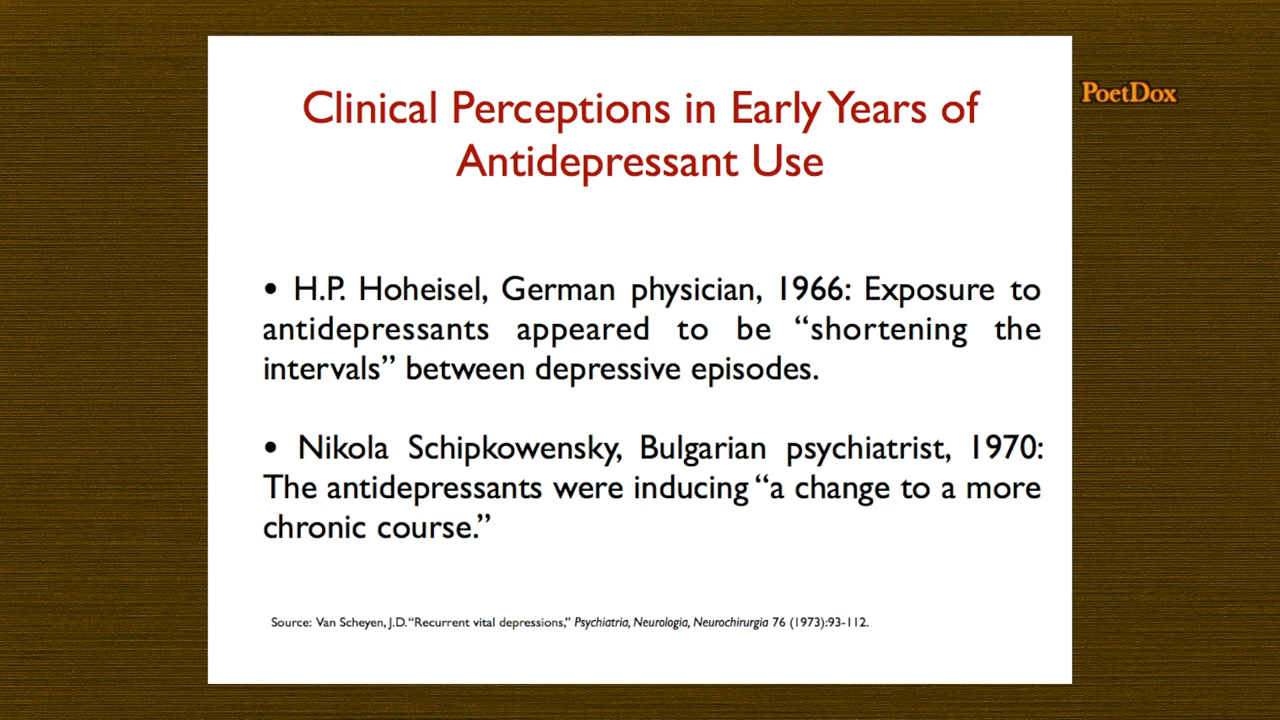 Clinical Perceptions in Early Years of
Antidepressant Use
PoetDox
• H.P. Hoheisel, German physician, 1966: Exposure to
antidepressants appeared to be “shortening the
intervals” between depressive episodes.
• Nikola Schipkowensky, Bulgarian psychiatrist, 1970:
The antidepressants were inducing “a change to a more
chronic course.”
Source: Van Scheyen, J.D. “Recurrent vital depressions,” Psychiatria, Neurologia, Neurochirurgia 76 (1973):93-112.